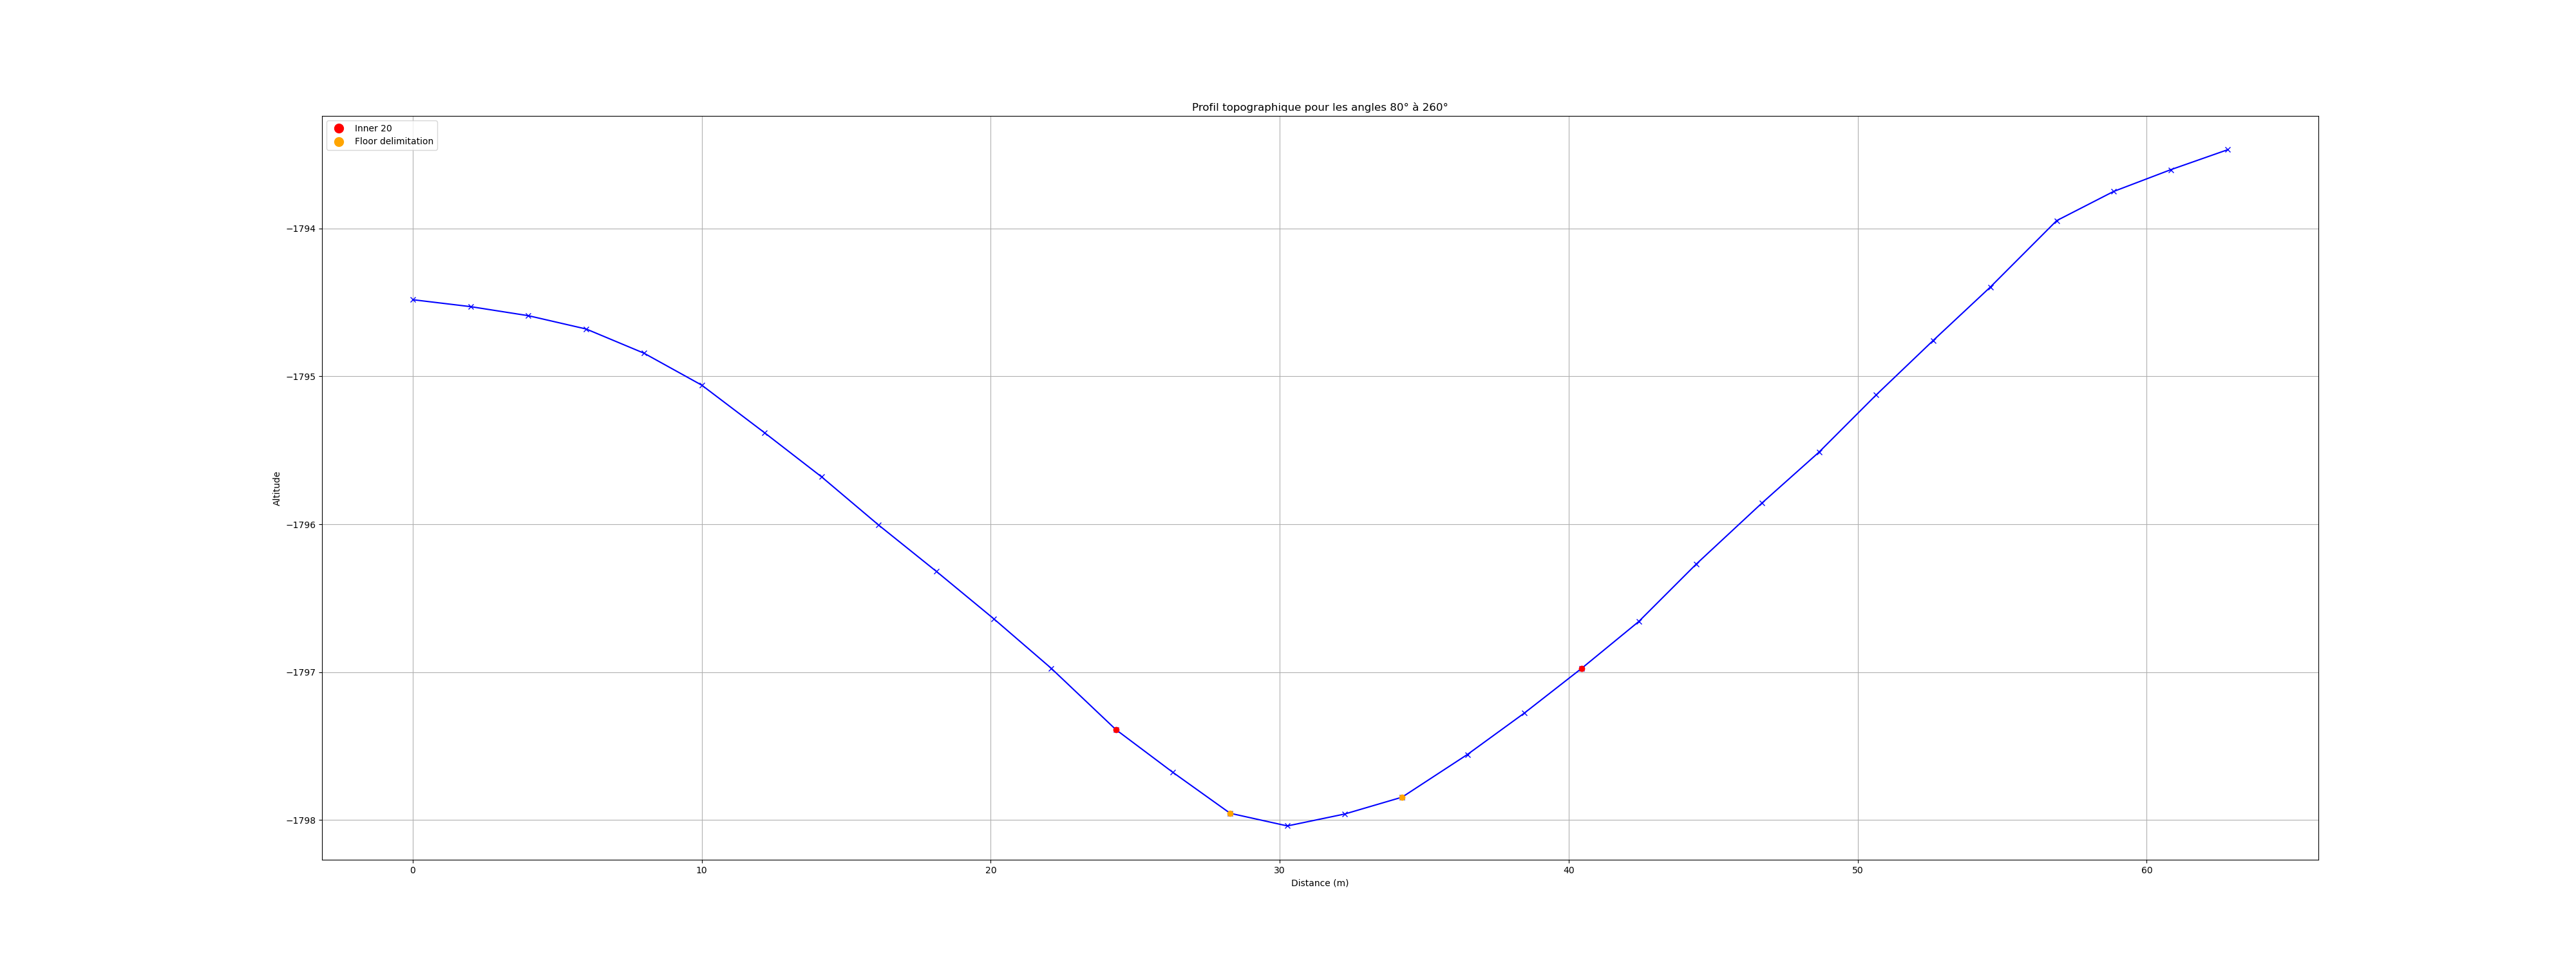 Profil topographique pour les angles 80° à 260°
Inner 20
Floor delimitation
−1794
−1795
−1796
−1797
−1798
Altitude
0 10 20 30 40 50 60
Distance (m)